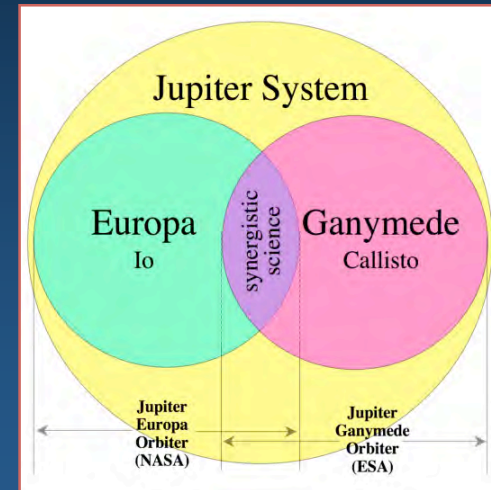 Jupiter System
Europa
Io
synergistic
science
Ganymede
Callisto
Jupiter
Europa
Orbiter
(NASA)
Jupiter
Ganymede
Orbiter
(ESA)